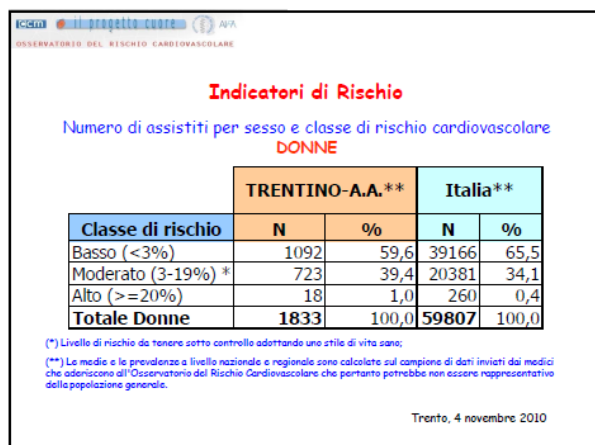 ccm il progetto cuore AIFA
OSSERVATORIO DEL RISCHIO CARDIOVASCOLARE
Indicatori di Rischio
Numero di assistiti per sesso e classe di rischio cardiovascolare
DONNE
TRENTINO-A.A.** Italia**
Classe di rischio N % N %
Basso (<3%) 1092 59,6 39166 65,5
Moderato (3-19%) * 723 39,4 20381 34,1
Alto (>=20%) 18 1,0 260 0,4
Totale Donne 1833 100,0 59807 100,0
(*) Livello di rischio da tenere sotto controllo adottando uno stile di vita sano;
(**) Le medie e le prevalenze a livello nazionale e regionale sono calcolate sul campione di dati inviati dai medici
che aderiscono all'Osservatorio del Rischio Cardiovascolare che pertanto potrebbe non essere rappresentativo
della popolazione generale.
Trento, 4 novembre 2010